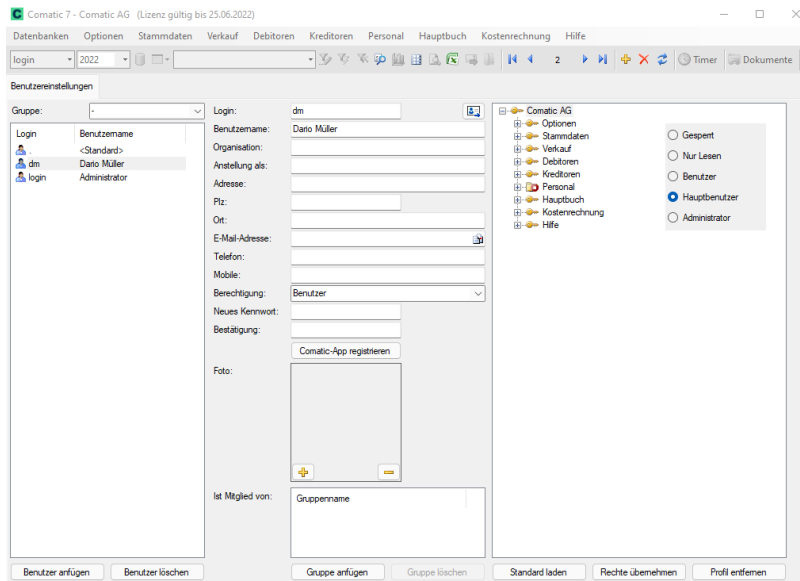 Comatic 7 - Comatic AG (Lizenz gültig bis 25.06.2022)
Datenbanken Optionen Stammdaten Verkauf Debitoren Kreditoren Personal Hauptbuch Kostenrechnung Hilfe
login 2022 2 Timer Dokumente
Benutzereinstellungen
Gruppe: -
Login Benutzername
. <Standard>
dm Dario Müller
login Administrator
Benutzer anfügen Benutzer löschen
Login: dm
Benutzername: Dario Müller
Organisation:
Anstellung als:
Adresse:
Plz:
Ort:
E-Mail-Adresse:
Telefon:
Mobile:
Berechtigung: Benutzer
Neues Kennwort:
Bestätigung:
Comatic-App registrieren
Foto:
Ist Mitglied von: Gruppenname
Gruppe anfügen Gruppe löschen
Comatic AG
Optionen
Stammdaten
Verkauf
Debitoren
Kreditoren
Personal
Hauptbuch
Kostenrechnung
Hilfe
Gesperrt
Nur Lesen
Benutzer
Hauptbenutzer
Administrator
Standard laden Rechte übernehmen Profil entfernen